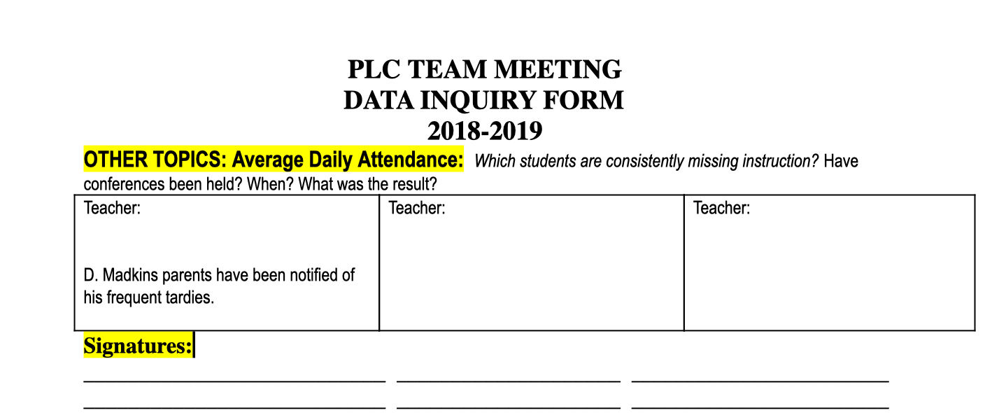 PLC TEAM MEETING
DATA INQUIRY FORM
2018-2019
OTHER TOPICS: Average Daily Attendance: Which students are consistently missing instruction? Have
conferences been held? When? What was the result?
Teacher:
D. Madkins parents have been notified of
his frequent tardies.
Teacher:
Teacher:
Signatures: